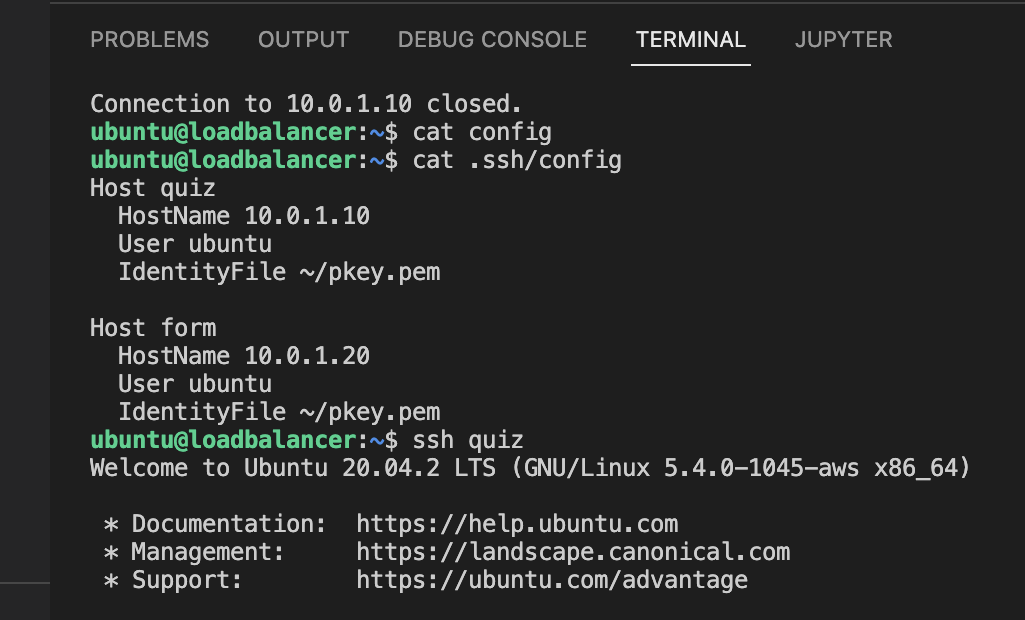 PROBLEMS OUTPUT DEBUG CONSOLE TERMINAL JUPYTER
Connection to 10.0.1.10 closed.
ubuntu@loadbalancer:~$ cat config
ubuntu@loadbalancer:~$ cat .ssh/config
Host quiz
  HostName 10.0.1.10
  User ubuntu
  IdentityFile ~/pkey.pem

Host form
  HostName 10.0.1.20
  User ubuntu
  IdentityFile ~/pkey.pem
ubuntu@loadbalancer:~$ ssh quiz
Welcome to Ubuntu 20.04.2 LTS (GNU/Linux 5.4.0-1045-aws x86_64)

 * Documentation:  https://help.ubuntu.com
 * Management:     https://landscape.canonical.com
 * Support:        https://ubuntu.com/advantage